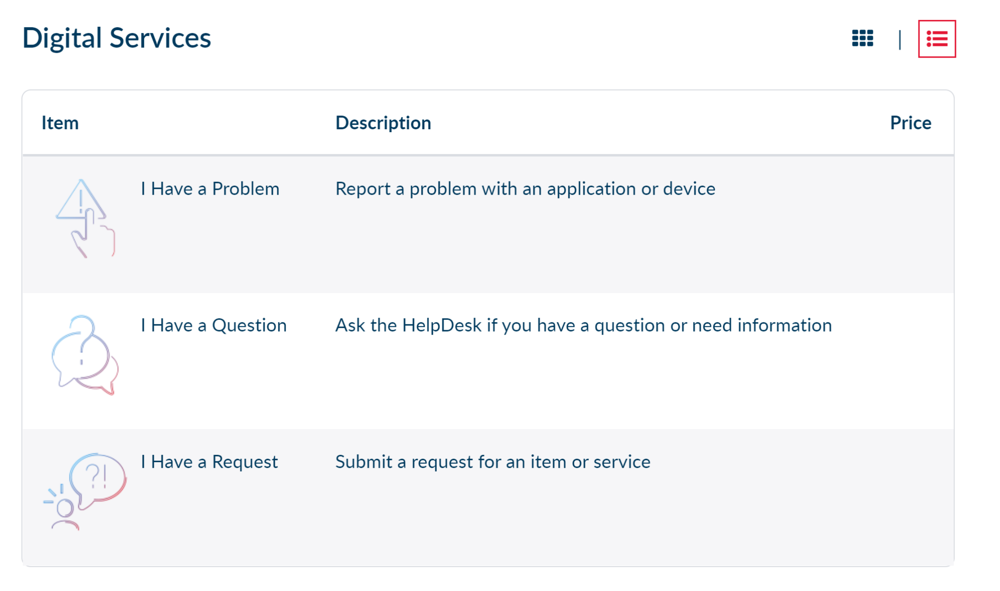 Digital Services
Item Description Price
I Have a Problem Report a problem with an application or device
I Have a Question Ask the HelpDesk if you have a question or need information
I Have a Request Submit a request for an item or service